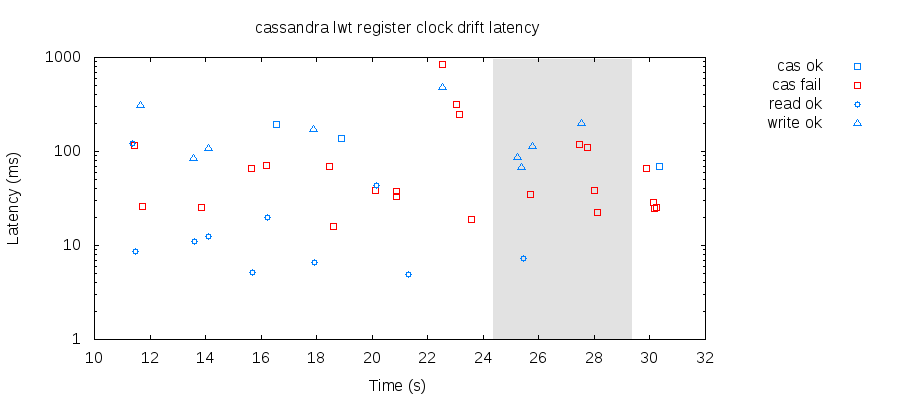 cassandra lwt register clock drift latency
cas ok
cas fail
read ok
write ok
Latency (ms)
1000
100
10
1
10 12 14 16 18 20 22 24 26 28 30 32
Time (s)